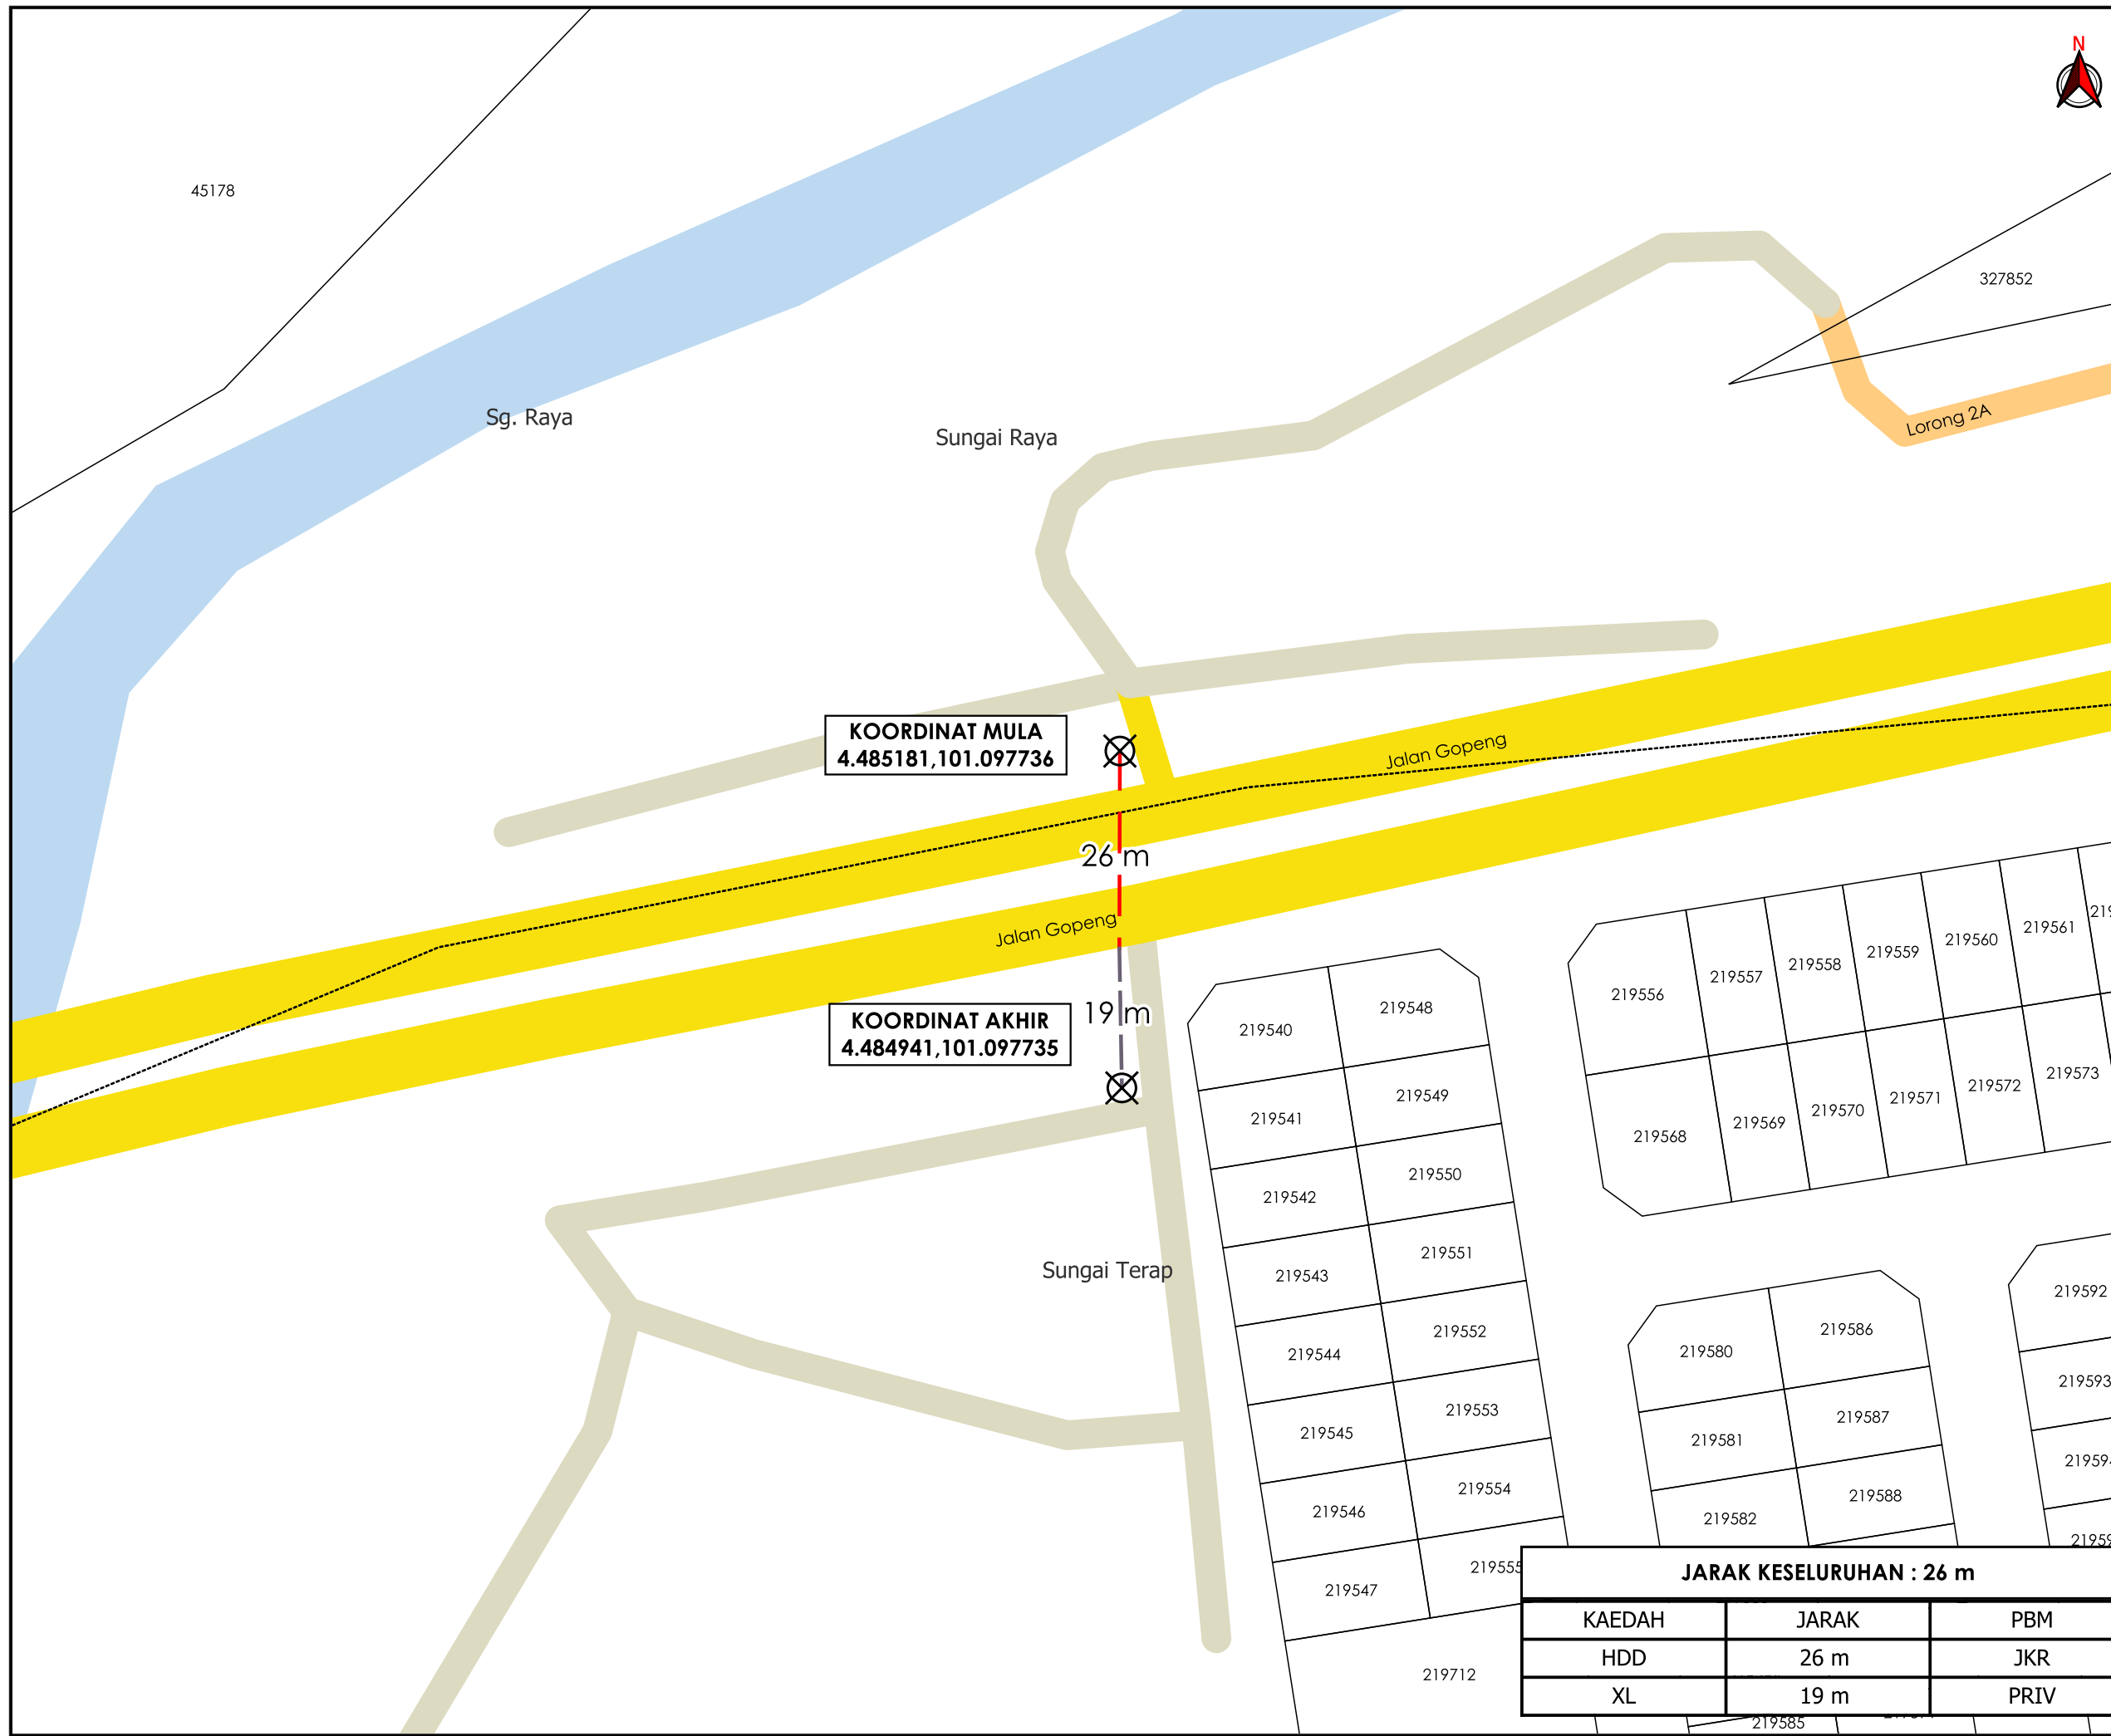 N
45178
327852
Sg. Raya
Sungai Raya
Lorong 2A
KOORDINAT MULA
4.485181,101.097736
Jalan Gopeng
26 m
Jalan Gopeng
KOORDINAT AKHIR
4.484941,101.097735
19 m
219540
219548
219541
219549
219542
219550
219543
219551
219544
219552
219545
219553
219546
219554
219547
219555
219712
219556
219557
219558
219559
219560
219561
219568
219569
219570
219571
219572
219573
Sungai Terap
219580
219586
219581
219587
219582
219588
219592
219593
219585
JARAK KESELURUHAN : 26 m
KAEDAH JARAK PBM
HDD 26 m JKR
XL 19 m PRIV